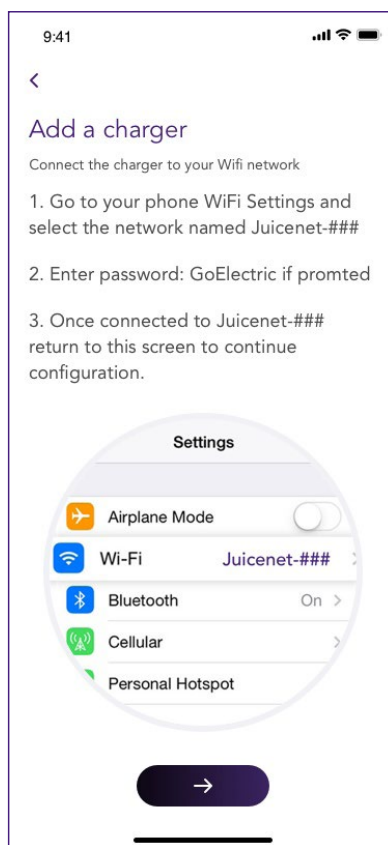 9:41
Add a charger
Connect the charger to your Wifi network
1. Go to your phone WiFi Settings and
select the network named Juicenet-###
2. Enter password: GoElectric if promted
3. Once connected to Juicenet-###
return to this screen to continue
configuration.
Settings
Airplane Mode
Wi-Fi Juicenet-###
Bluetooth On
Cellular
Personal Hotspot